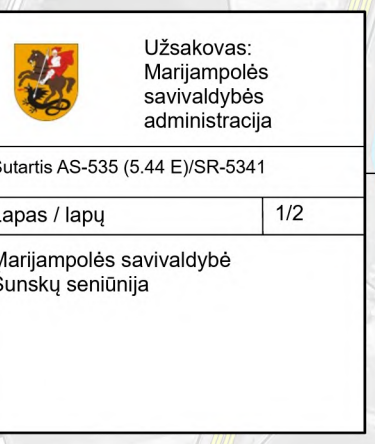 Užsakovas:
Marijampolės
savivaldybės
administracija
Sutartis AS-535 (5.44 E)/SR-5341
Lapas / lapų 1/2
Marijampolės savivaldybė
Sunskų seniūnija